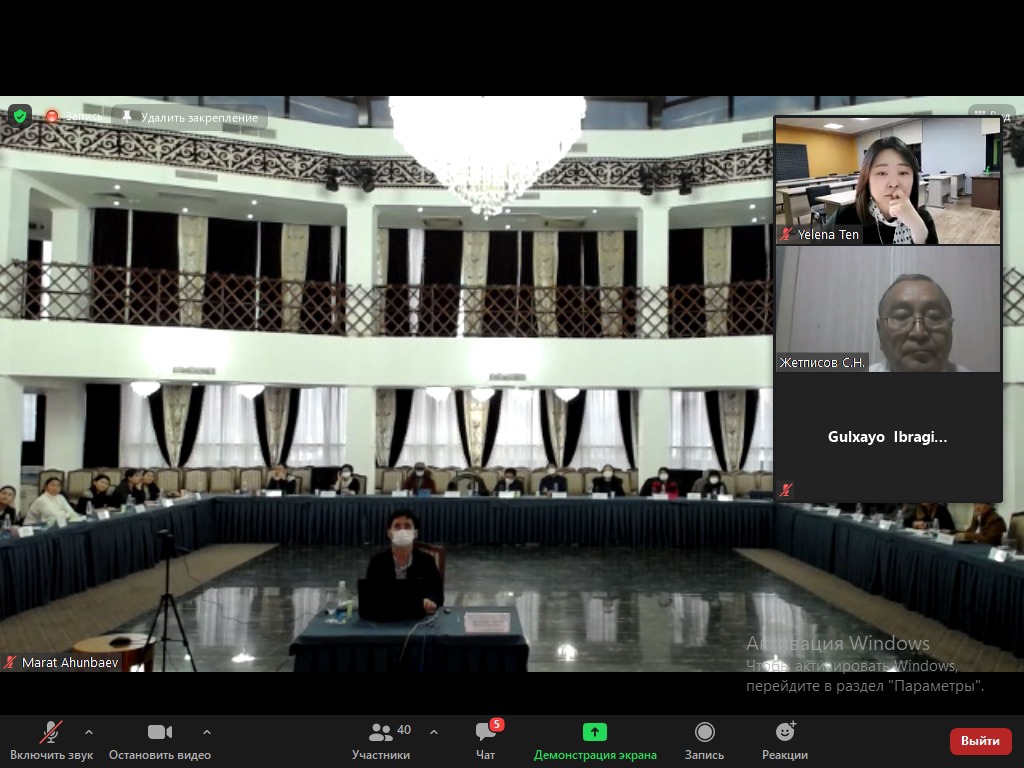 Запись
Удалить закрепление
Вид
Yelena Ten
Жетписов С.Н.
Gulxayo Ibragi...
Marat Ahunbaev
Активация Windows
Чтобы активировать Windows,
перейдите в раздел "Параметры".
40
5
Включить звук
Остановить видео
Участники
Чат
Демонстрация экрана
Запись
Реакции
Выйти